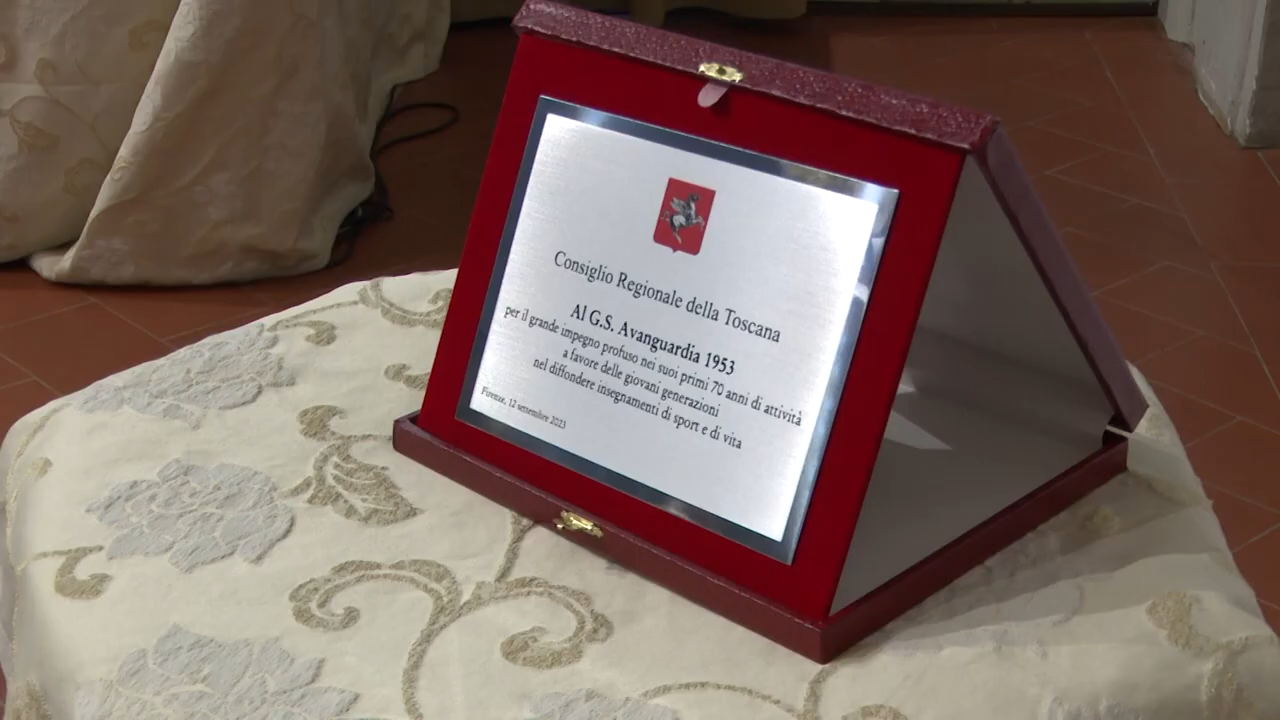 Consiglio Regionale della Toscana
Al G.S. Avanguardia 1953
per il grande impegno profuso nei suoi primi 70 anni di attività
a favore delle giovani generazioni
nel diffondere insegnamenti di sport e di vita
Firenze, 12 settembre 2023